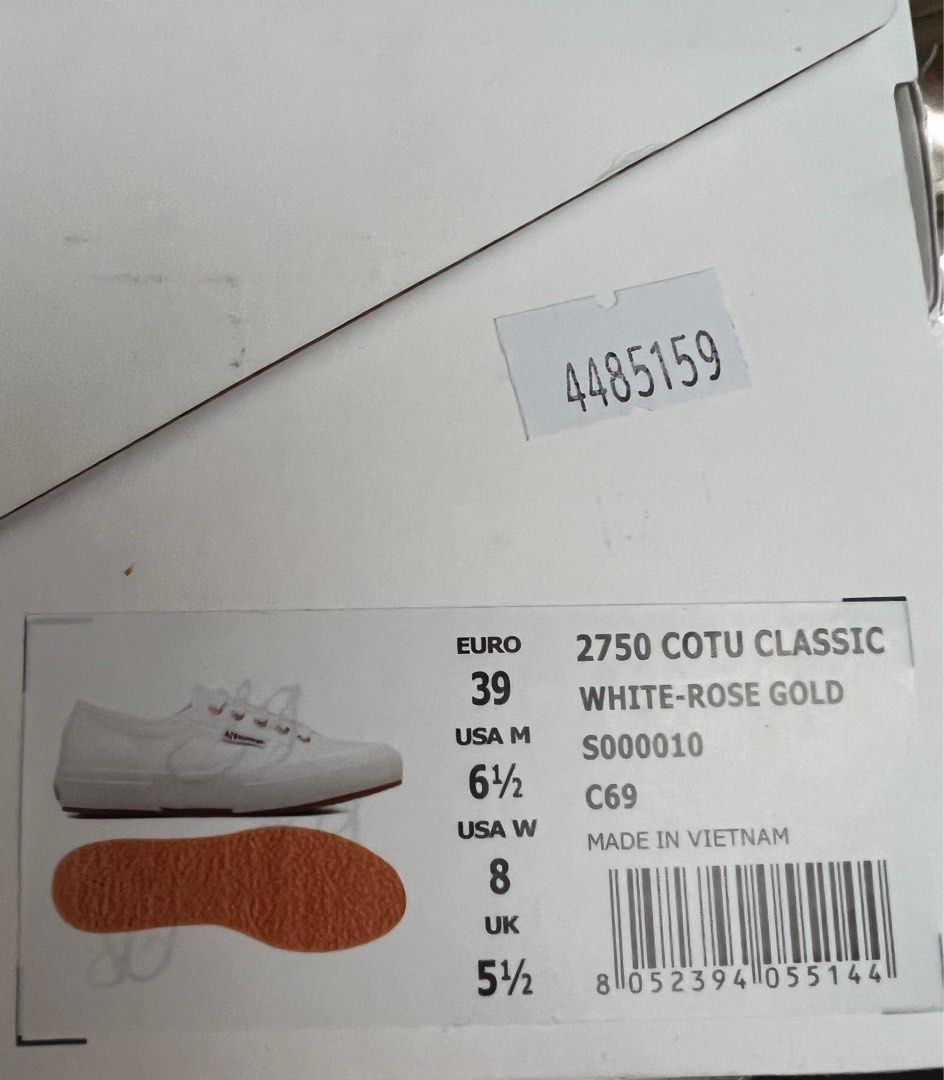 4485159
EURO
39
USA M
6½
USA W
8
UK
5½
2750 COTU CLASSIC
WHITE-ROSE GOLD
S000010
C69
MADE IN VIETNAM
8 052394 055144